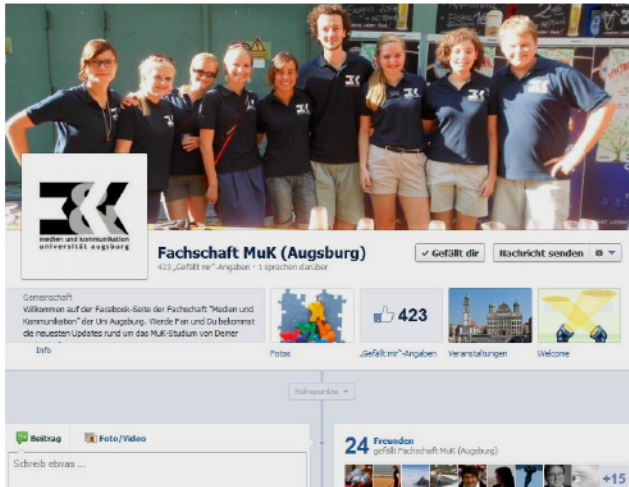 medien und kommunikation
universität augsburg
Fachschaft MuK (Augsburg)
423 „Gefällt mir“-Angaben · 1 sprechen darüber
✓ Gefällt dir
Nachricht senden
Gemeinschaft
Willkommen auf der Facebook-Seite der Fachschaft "Medien und
Kommunikation" der Uni Augsburg. Werde Fan und Du bekommst
die neuesten Updates rund um das MuK-Studium von Deiner
Info
423
Fotos
„Gefällt mir“-Angaben
Veranstaltungen
Welcome
Höhepunkte
Beitrag
Foto/Video
Schreib etwas ...
24 Freunden
gefällt Fachschaft MuK (Augsburg)
+15